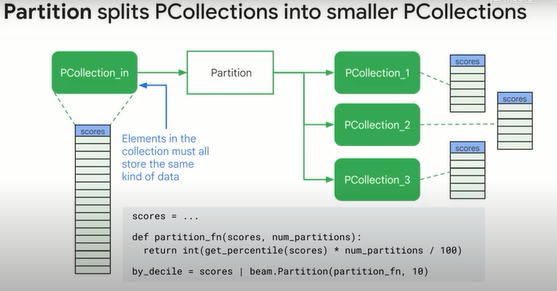 Partition splits PCollections into smaller PCollections
PCollection_in
Partition
PCollection_1
scores
PCollection_2
scores
PCollection_3
scores
scores
Elements in the
collection must all
store the same
kind of data
scores = ...
def partition_fn(scores, num_partitions):
return int(get_percentile(scores) * num_partitions / 100)
by_decile = scores | beam.Partition(partition_fn, 10)